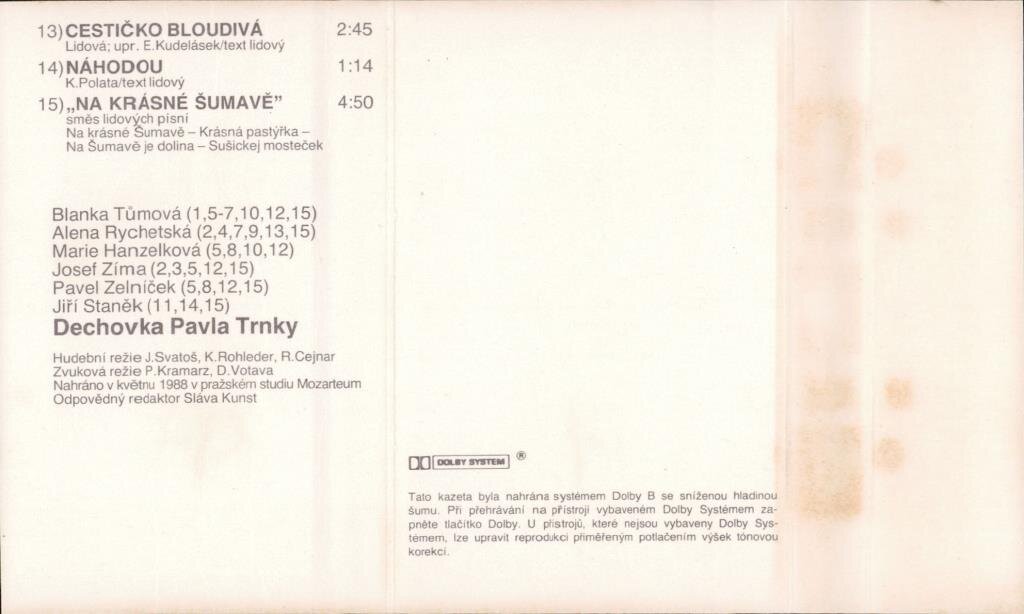 13) CESTIČKO BLOUDIVÁ 2:45
Lidová; upr. E.Kudelásek/text lidový
14) NÁHODOU 1:14
K.Polata/text lidový
15) „NA KRÁSNÉ ŠUMAVĚ” 4:50
směs lidových písní
Na krásné Šumavě – Krásná pastýřka –
Na Šumavě je dolina – Sušickej mosteček
Blanka Tůmová (1,5-7,10,12,15)
Alena Rychetská (2,4,7,9,13,15)
Marie Hanzelková (5,8,10,12)
Josef Zíma (2,3,5,12,15)
Pavel Zelníček (5,8,12,15)
Jiří Staněk (11,14,15)
Dechovka Pavla Trnky
Hudební režie J.Svatoš, K.Rohleder, R.Cejnar
Zvuková režie P.Kramarz, D.Votava
Nahráno v květnu 1988 v pražském studiu Mozarteum
Odpovědný redaktor Sláva Kunst
DOLBY SYSTEM ®
Tato kazeta byla nahrána systémem Dolby B se sníženou hladinou
šumu. Při přehrávání na přístroji vybaveném Dolby Systémem za-
pněte tlačítko Dolby. U přístrojů, které nejsou vybaveny Dolby Sys-
témem, lze upravit reprodukci přiměřeným potlačením výšek tónovou
korekcí.